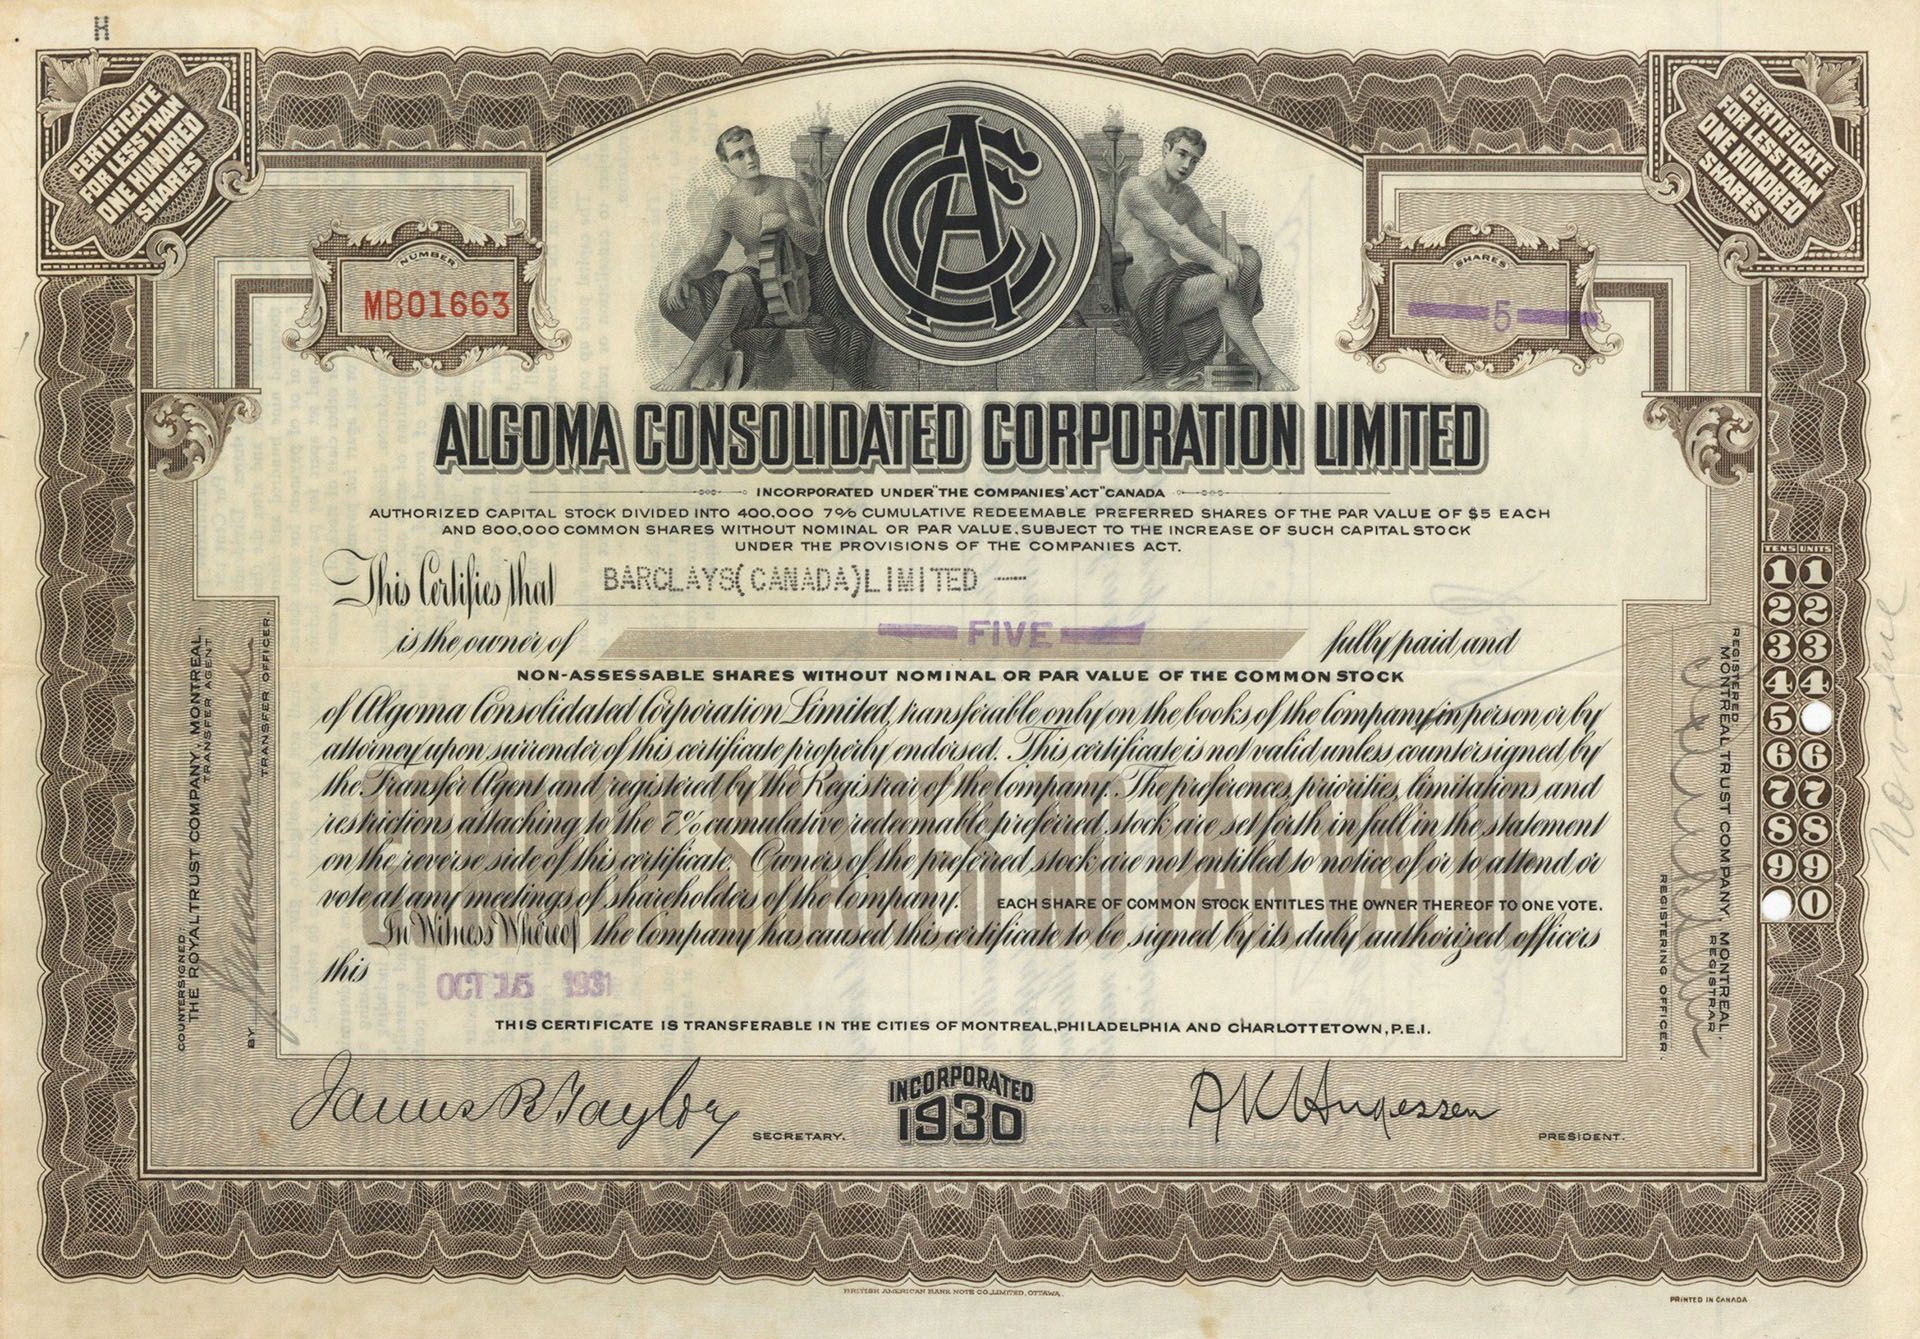 H
CERTIFICATE
FOR LESS THAN
ONE HUNDRED
SHARES
CERTIFICATE
FOR LESS THAN
ONE HUNDRED
SHARES
NUMBER
MB01663
ACC
SHARES
5
ALGOMA CONSOLIDATED CORPORATION LIMITED
INCORPORATED UNDER "THE COMPANIES' ACT" CANADA
AUTHORIZED CAPITAL STOCK DIVIDED INTO 400,000 7% CUMULATIVE REDEEMABLE PREFERRED SHARES OF THE PAR VALUE OF $5 EACH
AND 800,000 COMMON SHARES WITHOUT NOMINAL OR PAR VALUE, SUBJECT TO THE INCREASE OF SUCH CAPITAL STOCK
UNDER THE PROVISIONS OF THE COMPANIES ACT.
This Certifies that BARCLAYS(CANADA)LIMITED —
is the owner of FIVE fully paid and
NON-ASSESSABLE SHARES WITHOUT NOMINAL OR PAR VALUE OF THE COMMON STOCK
of Algoma Consolidated Corporation Limited, transferable only on the books of the Company in person or by
attorney upon surrender of this certificate properly endorsed. This certificate is not valid unless countersigned by
the Transfer Agent and registered by the Registrar of the Company. The preferences, priorities, limitations and
restrictions attaching to the 7% cumulative redeemable preferred stock are set forth in full in the statement
on the reverse side of this certificate. Owners of the preferred stock are not entitled to notice of or to attend or
vote at any meetings of shareholders of the Company. EACH SHARE OF COMMON STOCK ENTITLES THE OWNER THEREOF TO ONE VOTE.
In Witness Whereof the Company has caused this certificate to be signed by its duly authorized officers
this OCT 15 1931
COMMON SHARES NO PAR VALUE
THIS CERTIFICATE IS TRANSFERABLE IN THE CITIES OF MONTREAL, PHILADELPHIA AND CHARLOTTETOWN, P.E.I.
James R Taylor
SECRETARY.
INCORPORATED
1930
PRESIDENT.
COUNTERSIGNED:
THE ROYAL TRUST COMPANY, MONTREAL.
TRANSFER AGENT
BY
TRANSFER OFFICER.
REGISTERED
MONTREAL TRUST COMPANY, MONTREAL.
REGISTRAR
REGISTERING OFFICER
TENS UNITS
1 1
2 2
3 3
4 4
5
6 6
7 7
8 8
9 9
0
No value
BRITISH AMERICAN BANK NOTE CO., LIMITED, OTTAWA.
PRINTED IN CANADA